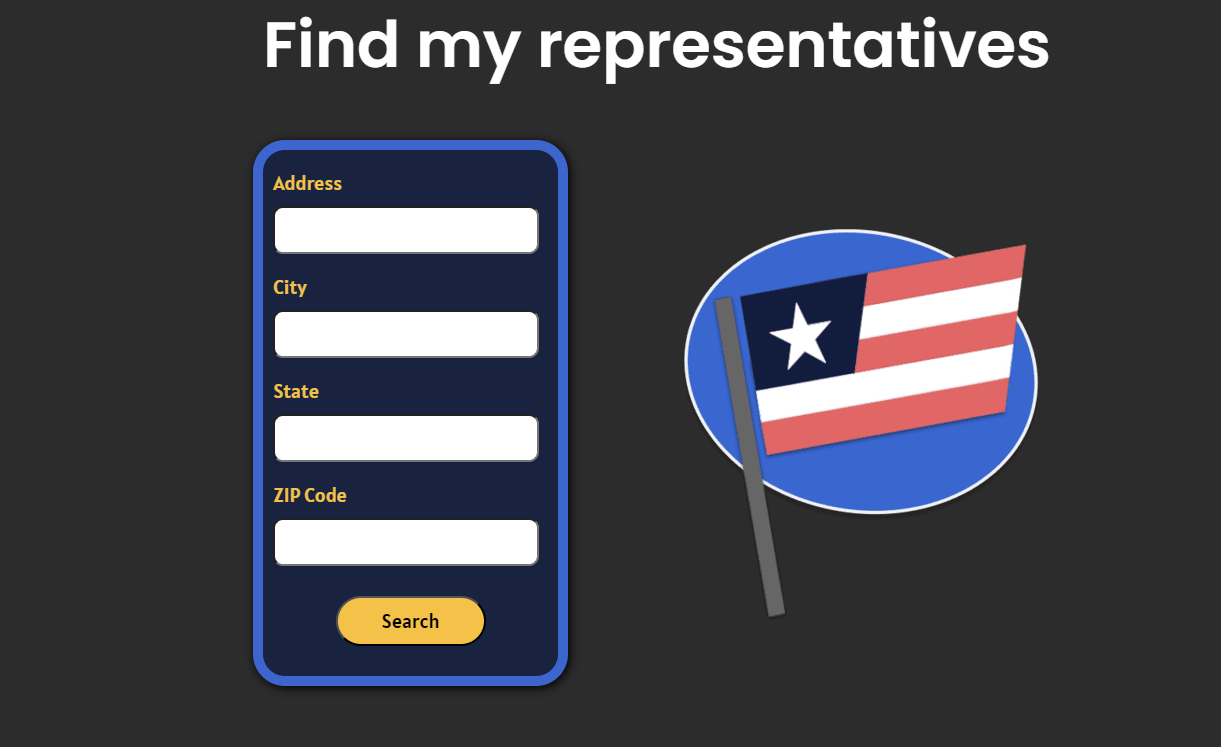 Find my representatives
Address
City
State
ZIP Code
Search